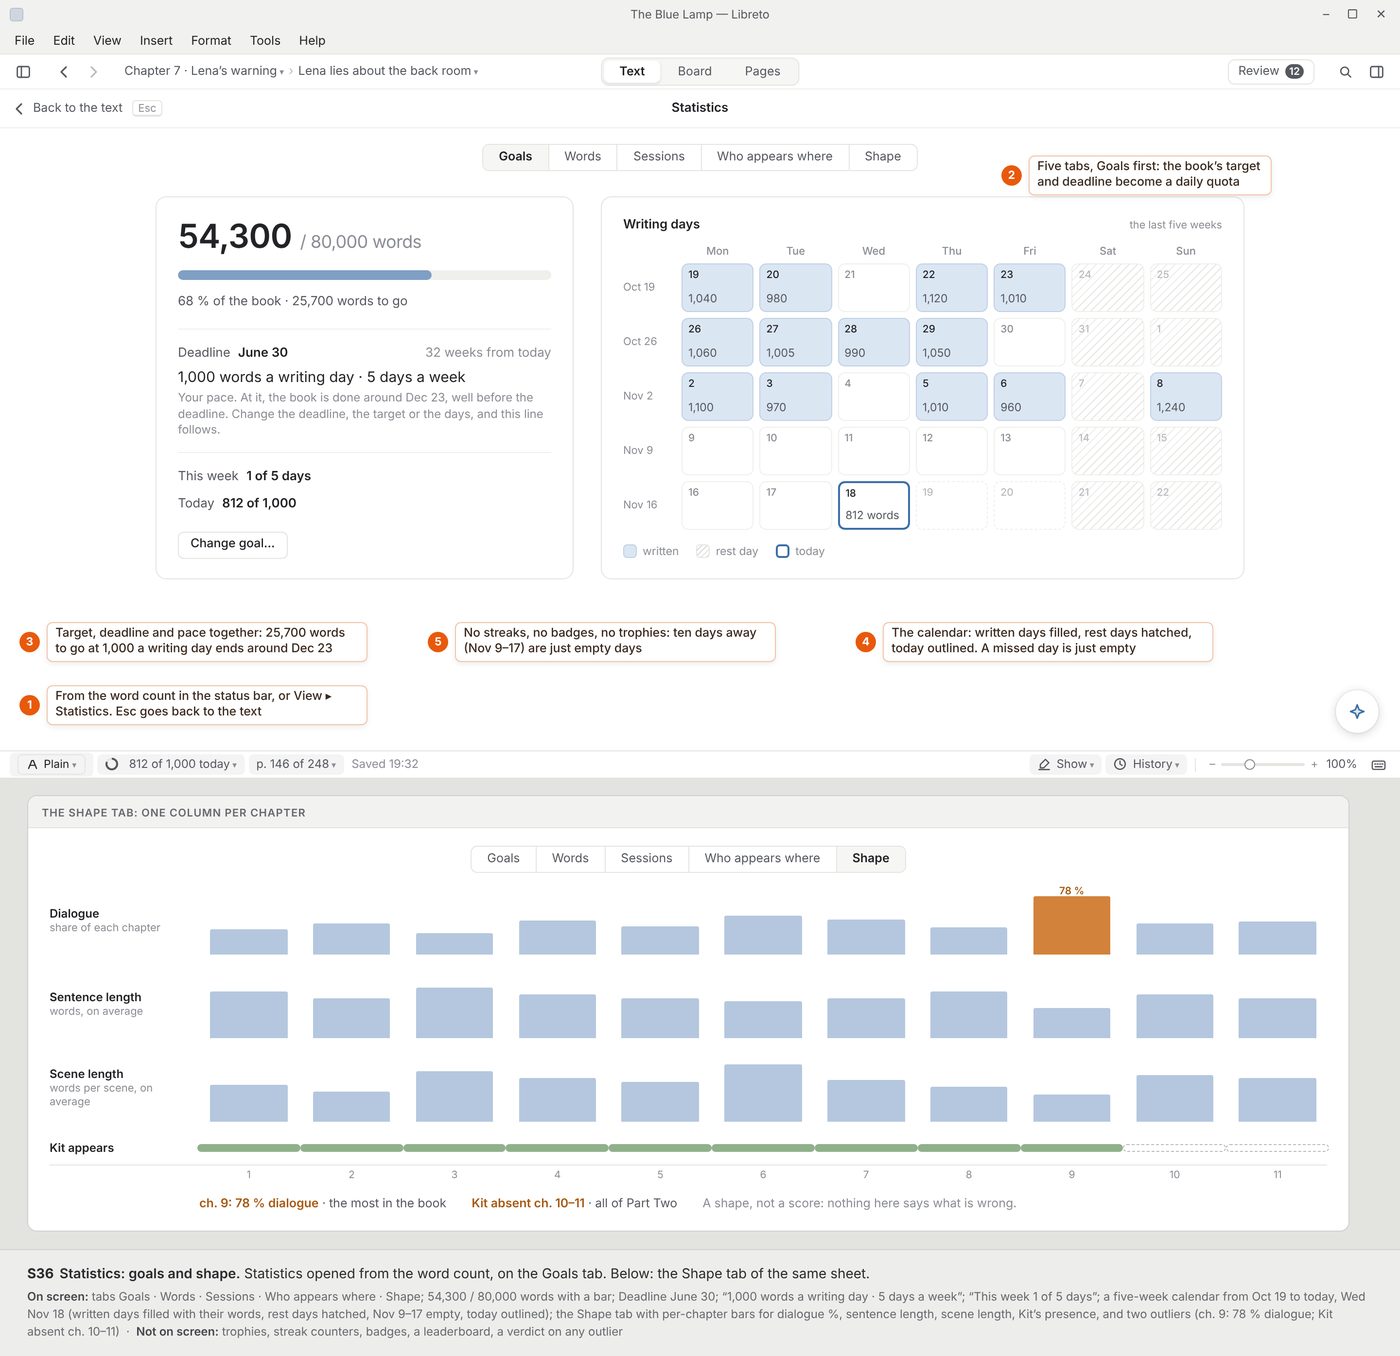 The Blue Lamp — Libreto
File Edit View Insert Format Tools Help
Chapter 7 · Lena’s warning ▾ › Lena lies about the back room ▾
Text Board Pages
Review 12
Back to the text Esc
Statistics
Goals Words Sessions Who appears where Shape
2 Five tabs, Goals first: the book’s target
and deadline become a daily quota
54,300 / 80,000 words
68 % of the book · 25,700 words to go
Deadline June 30 32 weeks from today
1,000 words a writing day · 5 days a week
Your pace. At it, the book is done around Dec 23, well before the
deadline. Change the deadline, the target or the days, and this line
follows.
This week 1 of 5 days
Today 812 of 1,000
Change goal...
Writing days the last five weeks
Mon Tue Wed Thu Fri Sat Sun
Oct 19
19 20 21 22 23 24 25
1,040 980 1,120 1,010
Oct 26
26 27 28 29 30 31 1
1,060 1,005 990 1,050
Nov 2
2 3 4 5 6 7 8
1,100 970 1,010 960 1,240
Nov 9
9 10 11 12 13 14 15
Nov 16
16 17 18 19 20 21 22
812 words
written rest day today
3 Target, deadline and pace together: 25,700 words
to go at 1,000 a writing day ends around Dec 23
5 No streaks, no badges, no trophies: ten days away
(Nov 9–17) are just empty days
4 The calendar: written days filled, rest days hatched,
today outlined. A missed day is just empty
1 From the word count in the status bar, or View ▸
Statistics. Esc goes back to the text
A Plain ▾ 812 of 1,000 today ▾ p. 146 of 248 ▾ Saved 19:32
Show ▾ History ▾ − + 100%
THE SHAPE TAB: ONE COLUMN PER CHAPTER
Goals Words Sessions Who appears where Shape
78 %
Dialogue
share of each chapter
Sentence length
words, on average
Scene length
words per scene, on
average
Kit appears
1 2 3 4 5 6 7 8 9 10 11
ch. 9: 78 % dialogue · the most in the book Kit absent ch. 10–11 · all of Part Two A shape, not a score: nothing here says what is wrong.
S36 Statistics: goals and shape. Statistics opened from the word count, on the Goals tab. Below: the Shape tab of the same sheet.
On screen: tabs Goals · Words · Sessions · Who appears where · Shape; 54,300 / 80,000 words with a bar; Deadline June 30; “1,000 words a writing day · 5 days a week”; “This week 1 of 5 days”; a five-week calendar from Oct 19 to today, Wed
Nov 18 (written days filled with their words, rest days hatched, Nov 9–17 empty, today outlined); the Shape tab with per-chapter bars for dialogue %, sentence length, scene length, Kit’s presence, and two outliers (ch. 9: 78 % dialogue; Kit
absent ch. 10–11) · Not on screen: trophies, streak counters, badges, a leaderboard, a verdict on any outlier